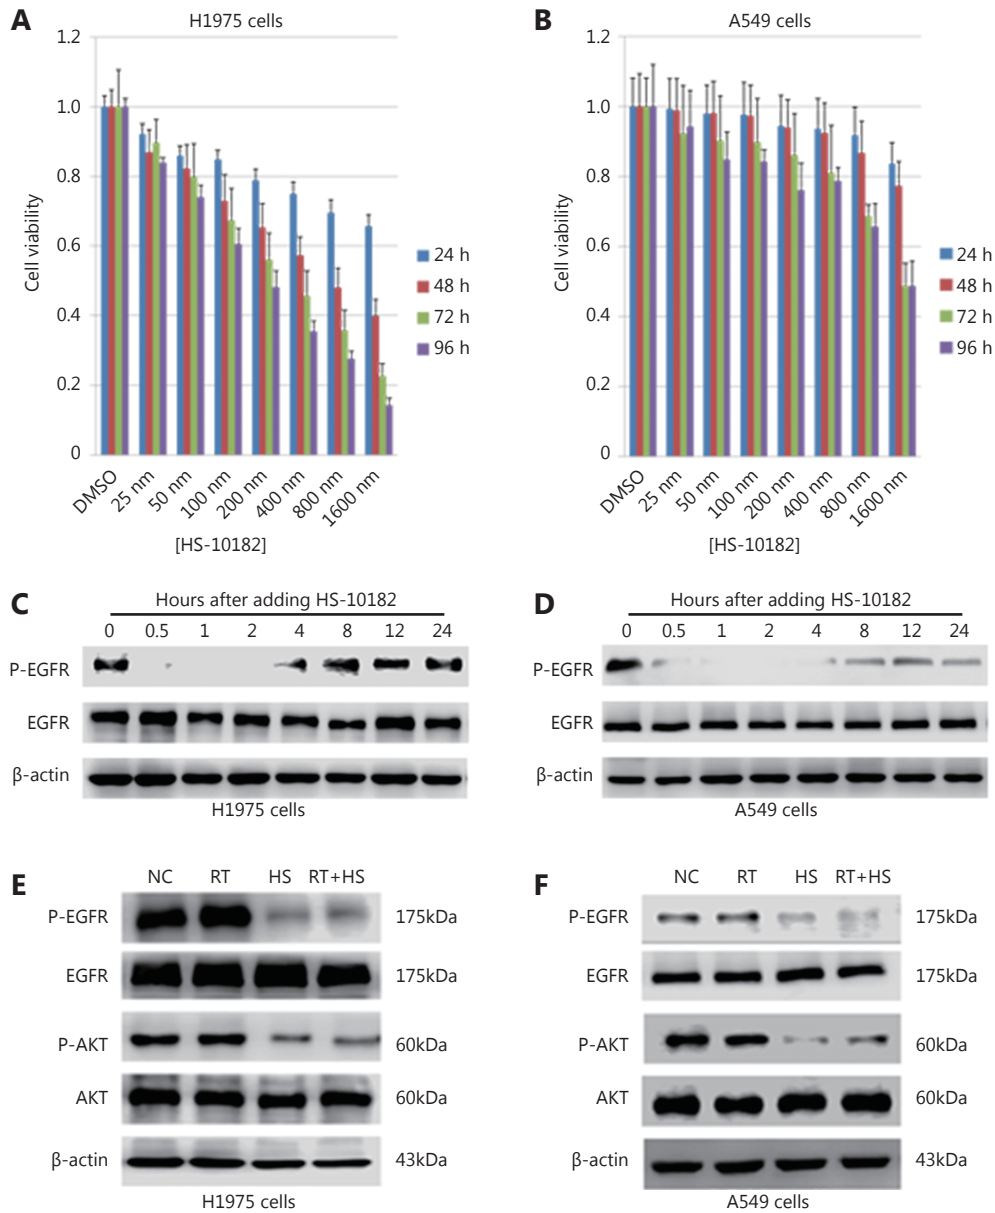 A
H1975 cells
1.2
1.0
0.8
0.6
0.4
0.2
0
Cell viability
24 h
48 h
72 h
96 h
DMSO
25 nm
50 nm
100 nm
200 nm
400 nm
800 nm
1600 nm
[HS-10182]
B
A549 cells
1.2
1.0
0.8
0.6
0.4
0.2
0
Cell viability
24 h
48 h
72 h
96 h
DMSO
25 nm
50 nm
100 nm
200 nm
400 nm
800 nm
1600 nm
[HS-10182]
C
Hours after adding HS-10182
0 0.5 1 2 4 8 12 24
P-EGFR
EGFR
β-actin
H1975 cells
D
Hours after adding HS-10182
0 0.5 1 2 4 8 12 24
P-EGFR
EGFR
β-actin
A549 cells
E
NC RT HS RT+HS
P-EGFR 175kDa
EGFR 175kDa
P-AKT 60kDa
AKT 60kDa
β-actin 43kDa
H1975 cells
F
NC RT HS RT+HS
P-EGFR 175kDa
EGFR 175kDa
P-AKT 60kDa
AKT 60kDa
β-actin 43kDa
A549 cells